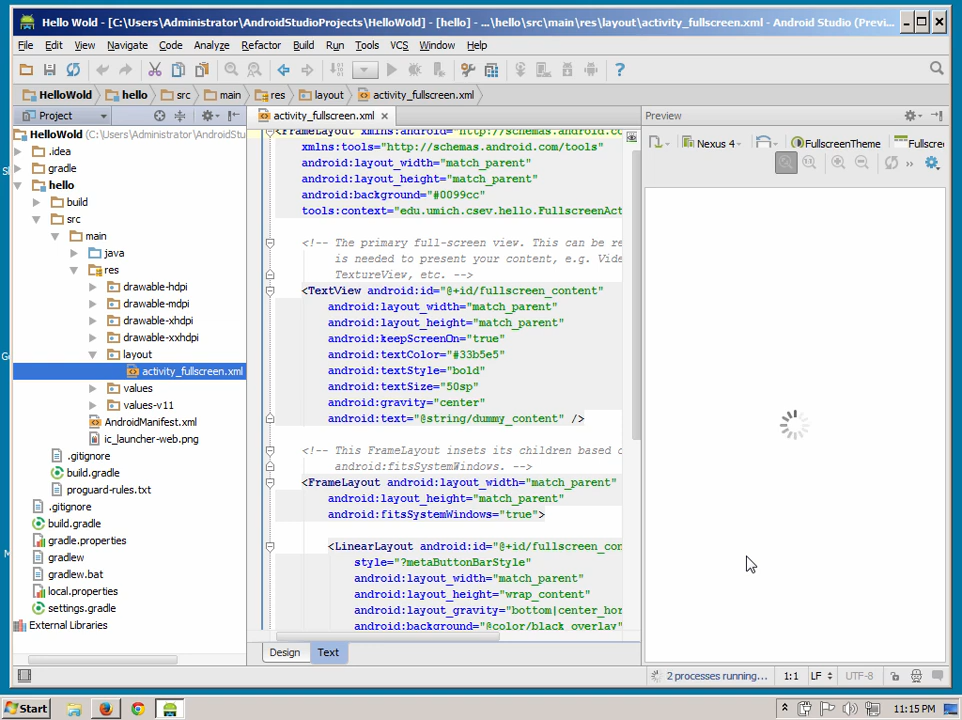 Hello Wold - [C:\Users\Administrator\AndroidStudioProjects\HelloWold] - [hello] - ...\hello\src\main\res\layout\activity_fullscreen.xml - Android Studio (Previ...
File Edit View Navigate Code Analyze Refactor Build Run Tools VCS Window Help
HelloWold hello src main res layout activity_fullscreen.xml
Project
activity_fullscreen.xml
Preview
HelloWold (C:\Users\Administrator\AndroidStu
.idea
gradle
hello
build
src
main
java
res
drawable-hdpi
drawable-mdpi
drawable-xhdpi
drawable-xxhdpi
layout
activity_fullscreen.xml
values
values-v11
AndroidManifest.xml
ic_launcher-web.png
.gitignore
build.gradle
proguard-rules.txt
.gitignore
build.gradle
gradle.properties
gradlew
gradlew.bat
local.properties
settings.gradle
External Libraries
<FrameLayout xmlns:android="http://schemas.android.co
xmlns:tools="http://schemas.android.com/tools"
android:layout_width="match_parent"
android:layout_height="match_parent"
android:background="#0099cc"
tools:context="edu.umich.csev.hello.FullscreenAct
<!-- The primary full-screen view. This can be re
is needed to present your content, e.g. Vide
TextureView, etc. -->
<TextView android:id="@+id/fullscreen_content"
android:layout_width="match_parent"
android:layout_height="match_parent"
android:keepScreenOn="true"
android:textColor="#33b5e5"
android:textStyle="bold"
android:textSize="50sp"
android:gravity="center"
android:text="@string/dummy_content" />
<!-- This FrameLayout insets its children based o
android:fitsSystemWindows. -->
<FrameLayout android:layout_width="match_parent"
android:layout_height="match_parent"
android:fitsSystemWindows="true">
<LinearLayout android:id="@+id/fullscreen_con
style="?metaButtonBarStyle"
android:layout_width="match_parent"
android:layout_height="wrap_content"
android:layout_gravity="bottom|center_hor
android:background="@color/black_overlay"
Design Text
Nexus 4 FullscreenTheme Fullscre
2 processes running... 1:1 LF UTF-8
Start 11:15 PM